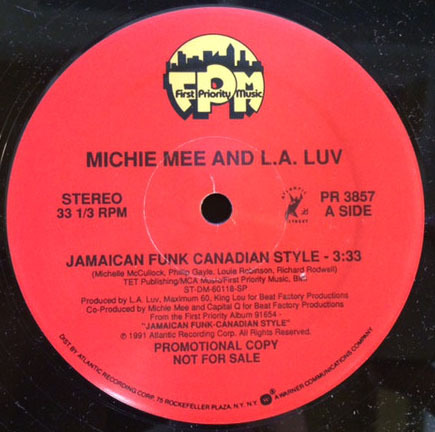 FPM
First Priority Music
MICHIE MEE AND L.A. LUV
STEREO
33 1/3 RPM
ATLANTIC
STREET
PR 3857
A SIDE
JAMAICAN FUNK CANADIAN STYLE - 3:33
(Michelle McCullock, Philip Gayle, Louie Robinson, Richard Rodwell)
TET Publishing/MCA Music/First Priority Music, BMI
ST-DM-60118-SP
Produced by L.A. Luv, Maximum 60, King Lou for Beat Factory Productions
Co-Produced by Michie Mee and Capital Q for Beat Factory Productions
From the First Priority Album 91654 -
"JAMAICAN FUNK-CANADIAN STYLE"
℗ 1991 Atlantic Recording Corp. All Rights Reserved.
PROMOTIONAL COPY
NOT FOR SALE
DIST BY ATLANTIC RECORDING CORP. 75 ROCKEFELLER PLAZA, N.Y. N.Y. ® A WARNER COMMUNICATIONS COMPANY